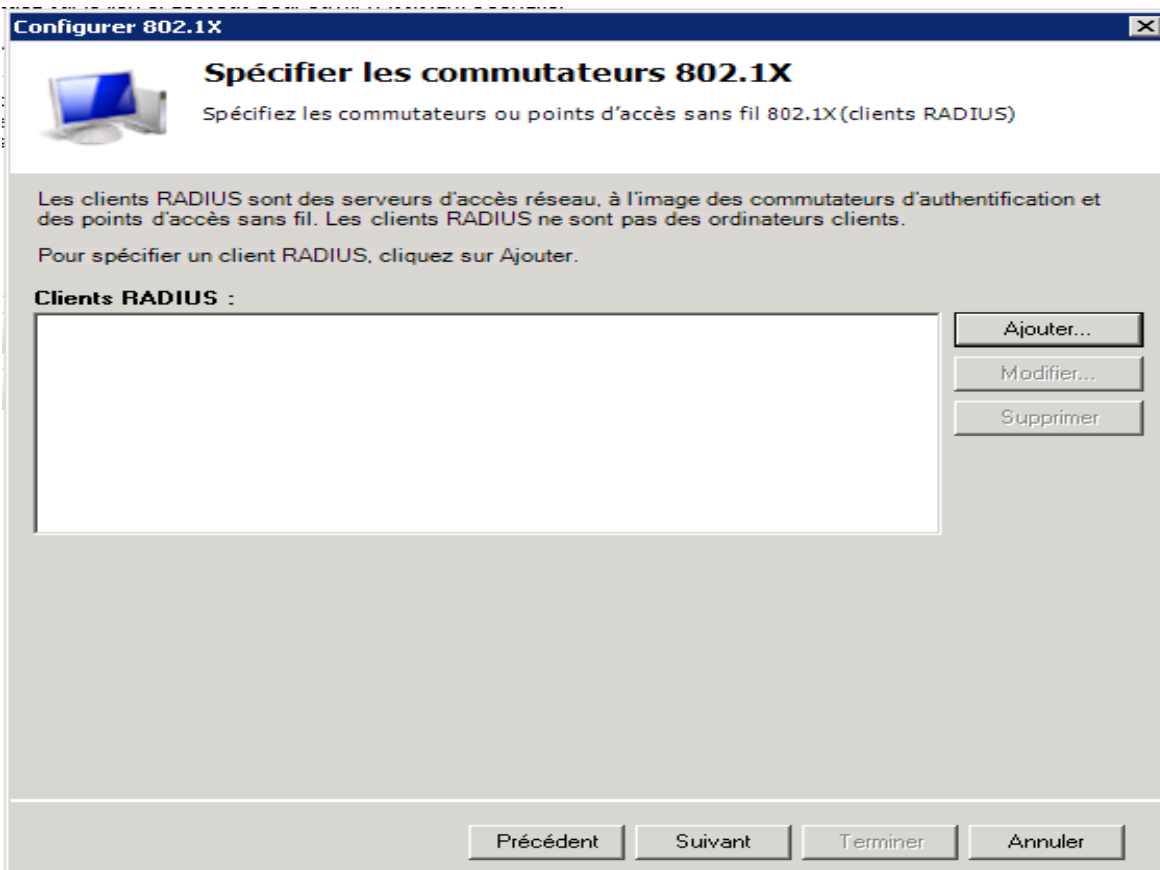 Configurer 802.1X
Spécifier les commutateurs 802.1X
Spécifiez les commutateurs ou points d'accès sans fil 802.1X(clients RADIUS)
Les clients RADIUS sont des serveurs d'accès réseau, à l'image des commutateurs d'authentification et
des points d'accès sans fil. Les clients RADIUS ne sont pas des ordinateurs clients.
Pour spécifier un client RADIUS, cliquez sur Ajouter.
Clients RADIUS :
Ajouter...
Modifier...
Supprimer
Précédent
Suivant
Terminer
Annuler